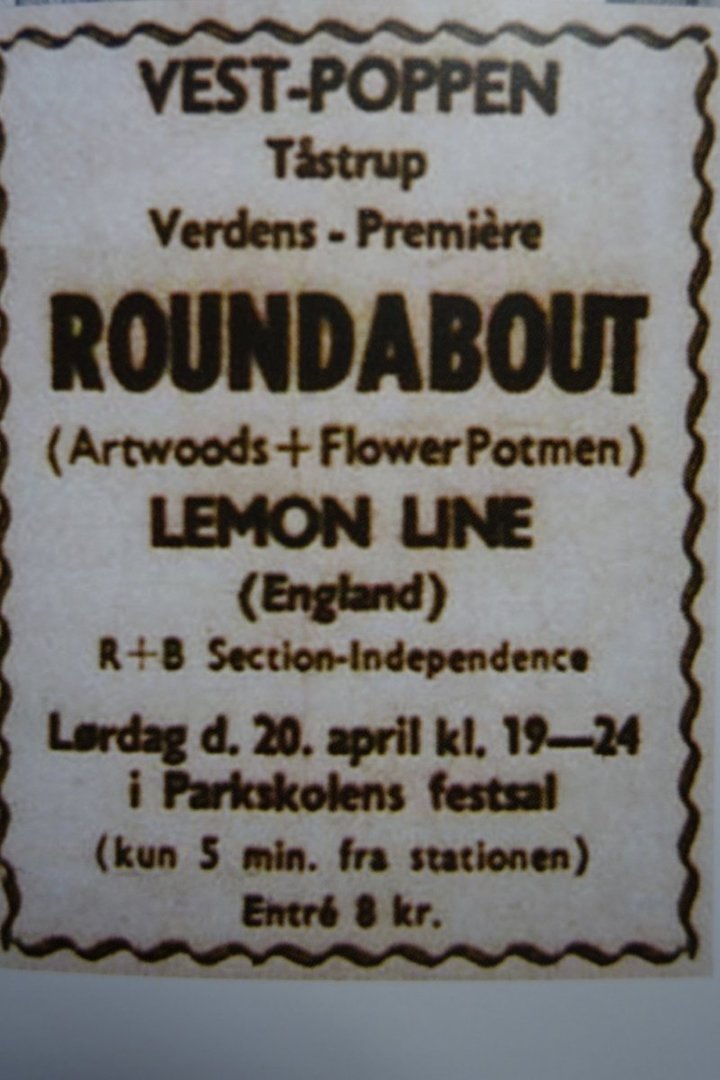 VEST-POPPEN
Tåstrup
Verdens - Première
ROUNDABOUT
(Artwoods + Flower Potmen)
LEMON LINE
(England)
R+B Section-Independence
Lørdag d. 20. april kl. 19—24
i Parkskolens festsal
(kun 5 min. fra stationen)
Entré 8 kr.